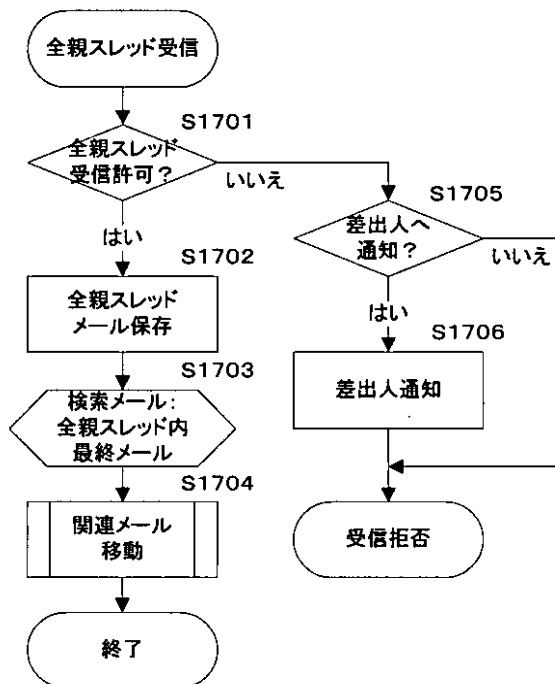 全親スレッド受信
S1701
全親スレッド
受信許可？
いいえ
はい
S1702
全親スレッド
メール保存
S1703
検索メール：
全親スレッド内
最終メール
S1704
関連メール
移動
終了
S1705
差出人へ
通知？
いいえ
はい
S1706
差出人通知
受信拒否